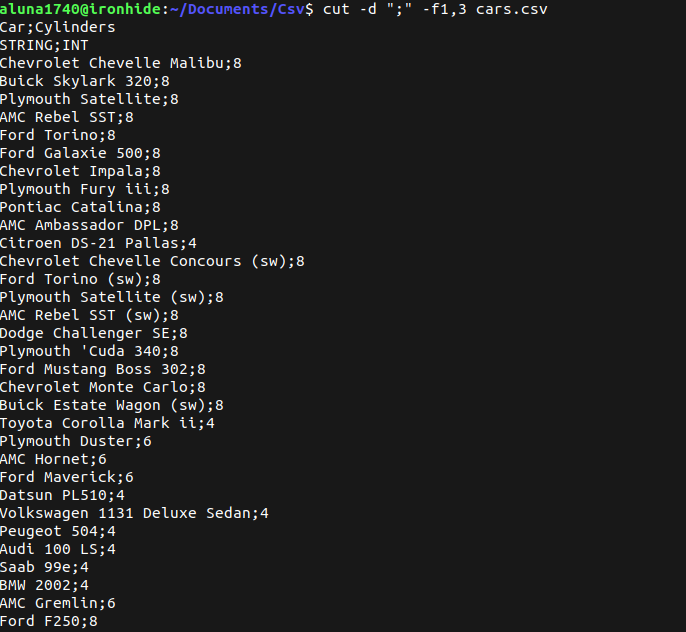 aluna1740@ironhide:~/Documents/Csv$ cut -d ";" -f1,3 cars.csv
Car;Cylinders
STRING;INT
Chevrolet Chevelle Malibu;8
Buick Skylark 320;8
Plymouth Satellite;8
AMC Rebel SST;8
Ford Torino;8
Ford Galaxie 500;8
Chevrolet Impala;8
Plymouth Fury iii;8
Pontiac Catalina;8
AMC Ambassador DPL;8
Citroen DS-21 Pallas;4
Chevrolet Chevelle Concours (sw);8
Ford Torino (sw);8
Plymouth Satellite (sw);8
AMC Rebel SST (sw);8
Dodge Challenger SE;8
Plymouth 'Cuda 340;8
Ford Mustang Boss 302;8
Chevrolet Monte Carlo;8
Buick Estate Wagon (sw);8
Toyota Corolla Mark ii;4
Plymouth Duster;6
AMC Hornet;6
Ford Maverick;6
Datsun PL510;4
Volkswagen 1131 Deluxe Sedan;4
Peugeot 504;4
Audi 100 LS;4
Saab 99e;4
BMW 2002;4
AMC Gremlin;6
Ford F250;8